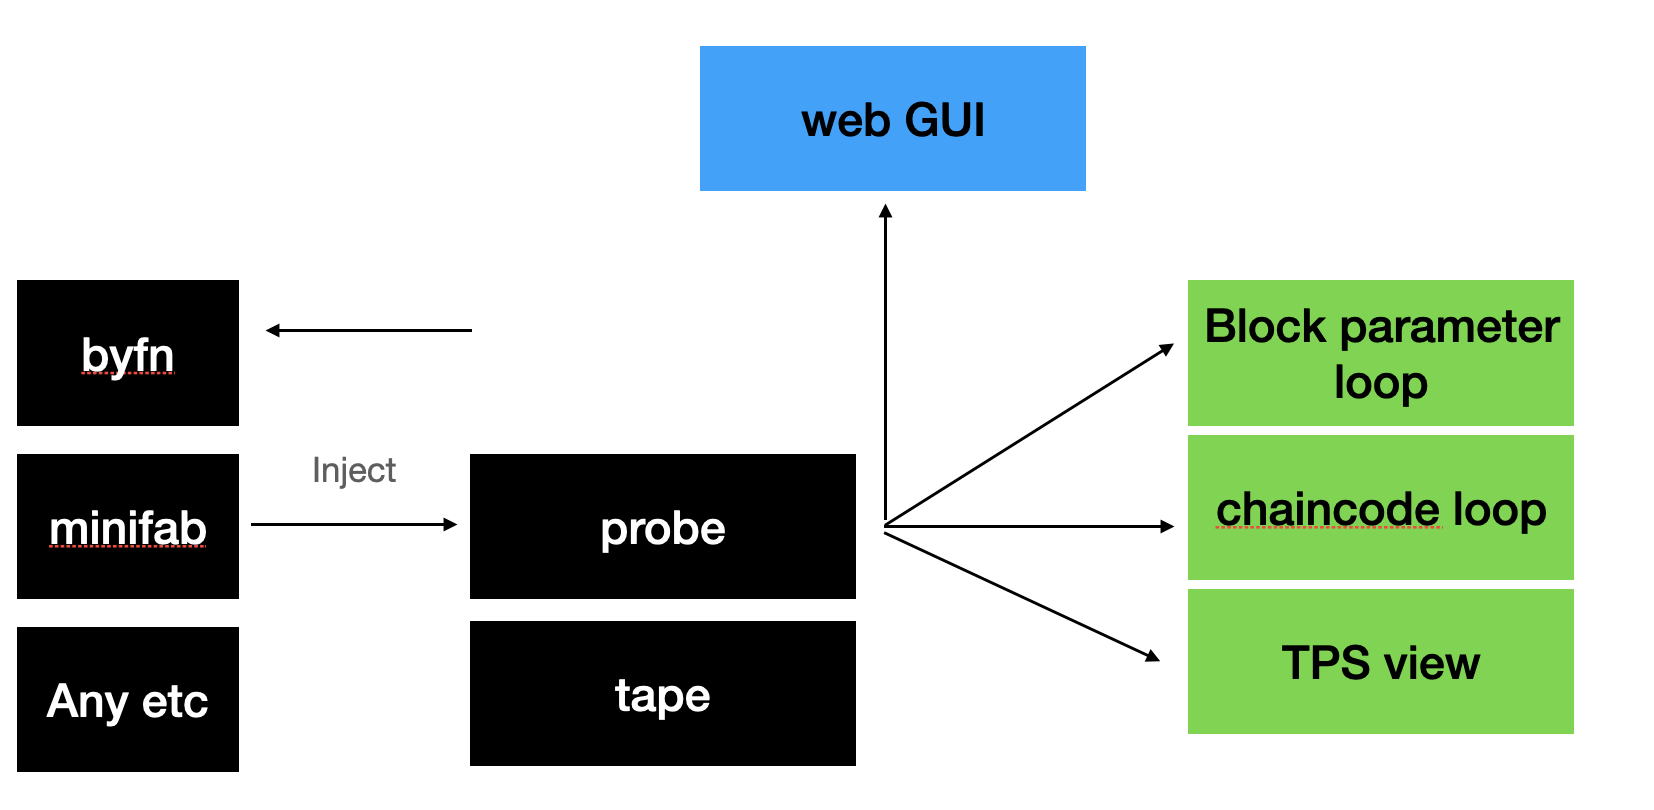 web GUI
byfn
minifab
Any etc
Inject
probe
tape
Block parameter
loop
chaincode loop
TPS view